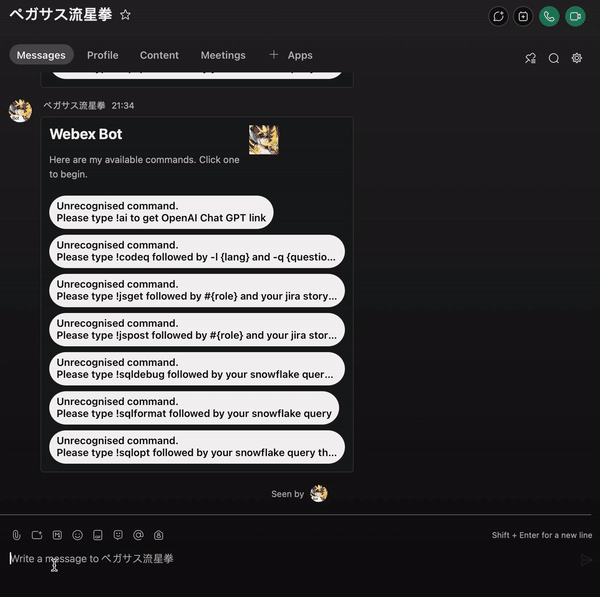 ペガサス流星拳
Messages
Profile
Content
Meetings
Apps
ペガサス流星拳 21:34
Webex Bot
Here are my available commands. Click one
to begin.
Unrecognised command.
Please type !ai to get OpenAI Chat GPT link
Unrecognised command.
Please type !codeq followed by -l {lang} and -q {questio...
Unrecognised command.
Please type !jsget followed by #{role} and your jira story...
Unrecognised command.
Please type !jspost followed by #{role} and your jira stor...
Unrecognised command.
Please type !sqldebug followed by your snowflake quer...
Unrecognised command.
Please type !sqlformat followed by your snowflake query
Unrecognised command.
Please type !sqlopt followed by your snowflake query th...
Seen by
Shift + Enter for a new line
Write a message to ペガサス流星拳